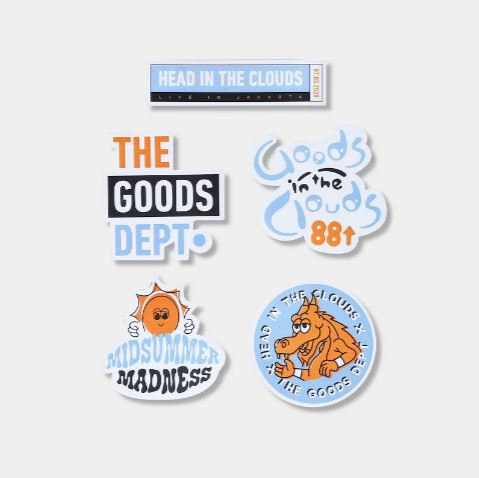 HEAD IN THE CLOUDS
LIVE IN JAKARTA
07.03.2020
THE
GOODS
DEPT.
Goods
in the
Clouds
88↑
MIDSUMMER
MADNESS
HEAD IN THE CLOUDS X
THE GOODS DEPT X